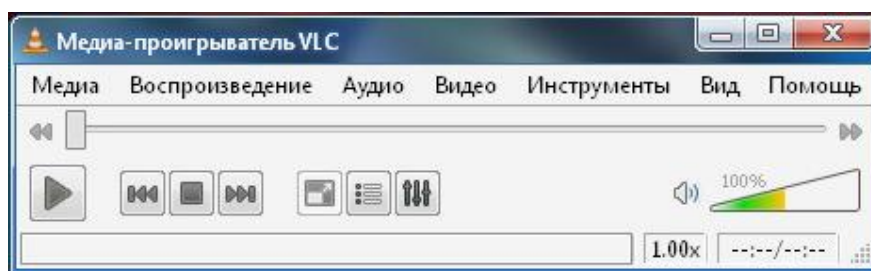 Медиа-проигрыватель VLC
Медиа Воспроизведение Аудио Видео Инструменты Вид Помощь
100%
1.00x --:--/--:--